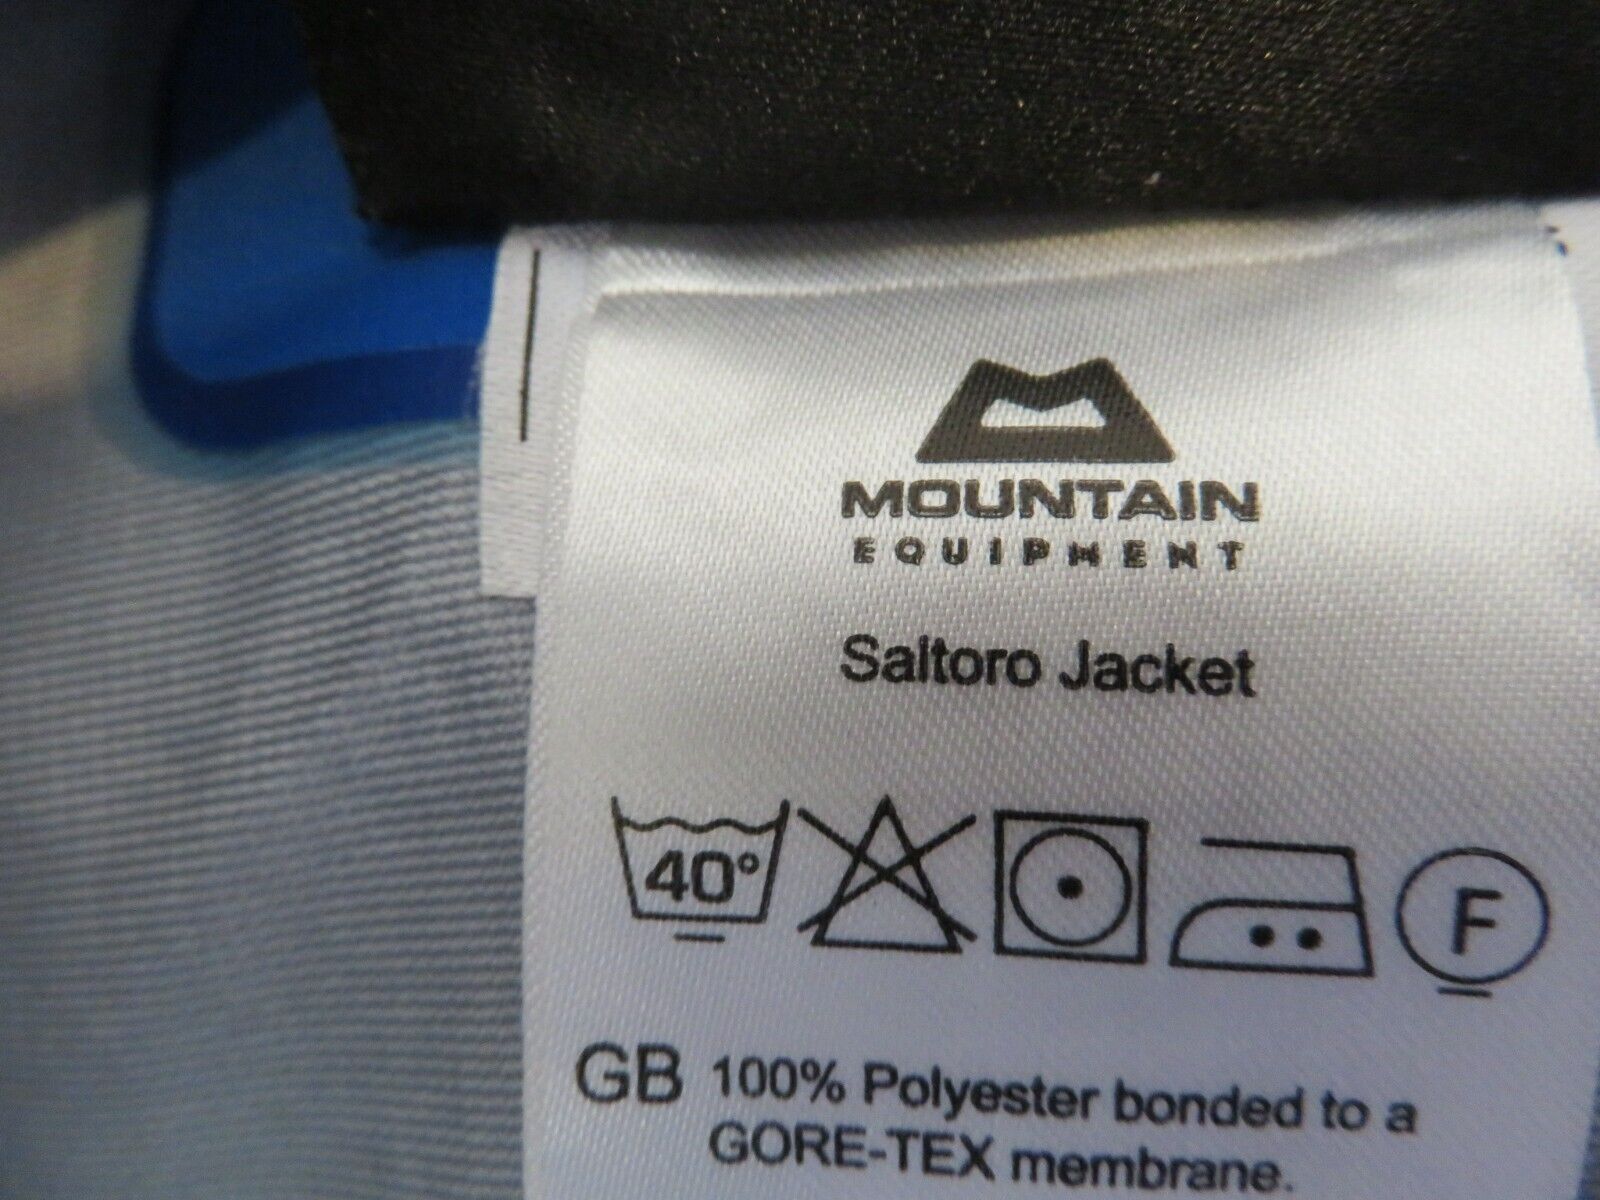 MOUNTAIN
EQUIPMENT
Saltoro Jacket
40°
F
GB 100% Polyester bonded to a
GORE-TEX membrane.